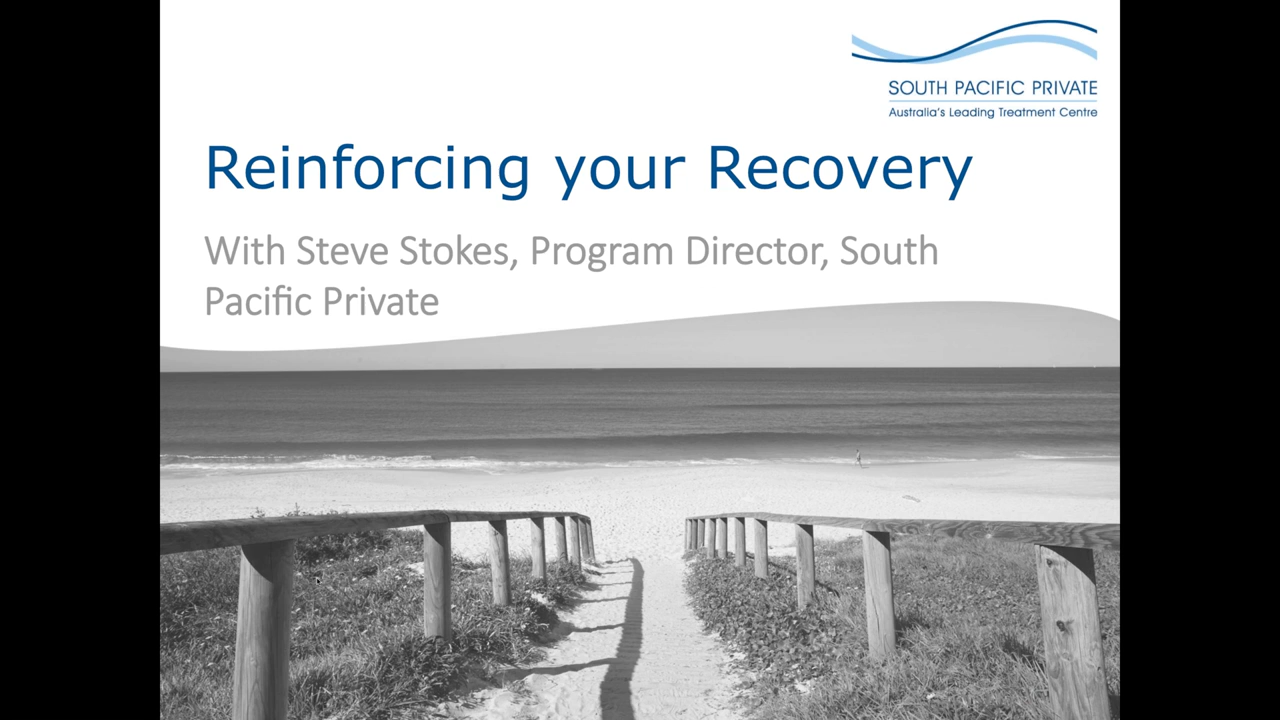 SOUTH PACIFIC PRIVATE
Australia's Leading Treatment Centre
Reinforcing your Recovery
With Steve Stokes, Program Director, South
Pacific Private